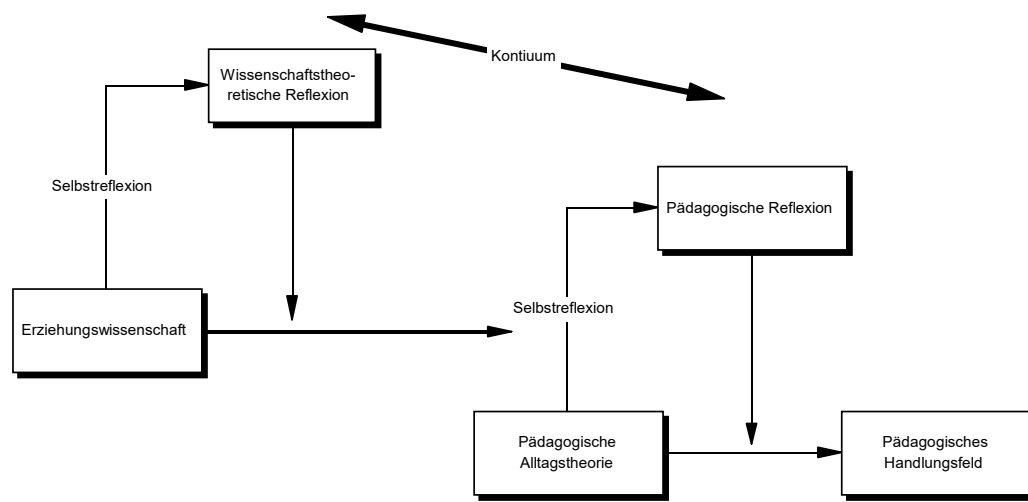 Kontiuum
Wissenschaftstheo-
retische Reflexion
Selbstreflexion
Pädagogische Reflexion
Selbstreflexion
Erziehungswissenschaft
Pädagogische
Alltagstheorie
Pädagogisches
Handlungsfeld